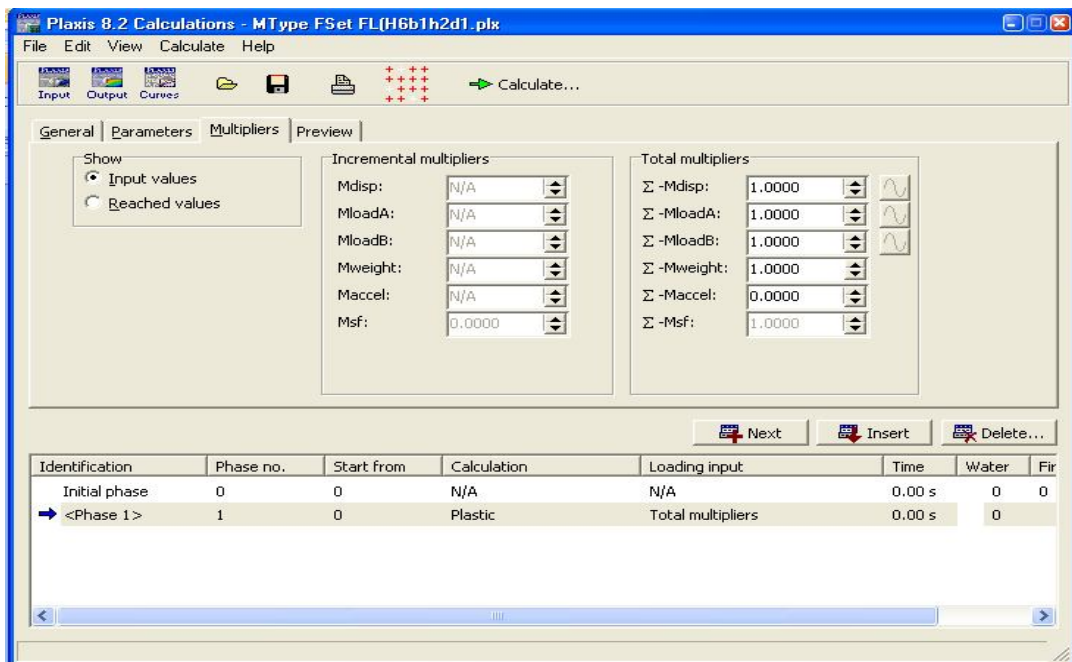 Plaxis 8.2 Calculations - MType FSet FL(H6b1h2d1.plx
File Edit View Calculate Help
Input Output Curves Calculate...
General Parameters Multipliers Preview
Show
Input values
Reached values
Incremental multipliers
Mdisp: N/A
MloadA: N/A
MloadB: N/A
Mweight: N/A
Maccel: N/A
Msf: 0.0000
Total multipliers
Σ -Mdisp: 1.0000
Σ -MloadA: 1.0000
Σ -MloadB: 1.0000
Σ -Mweight: 1.0000
Σ -Maccel: 0.0000
Σ -Msf: 1.0000
Next Insert Delete...
Identification Phase no. Start from Calculation Loading input Time Water Fir
Initial phase 0 0 N/A N/A 0.00 s 0 0
<Phase 1> 1 0 Plastic Total multipliers 0.00 s 0